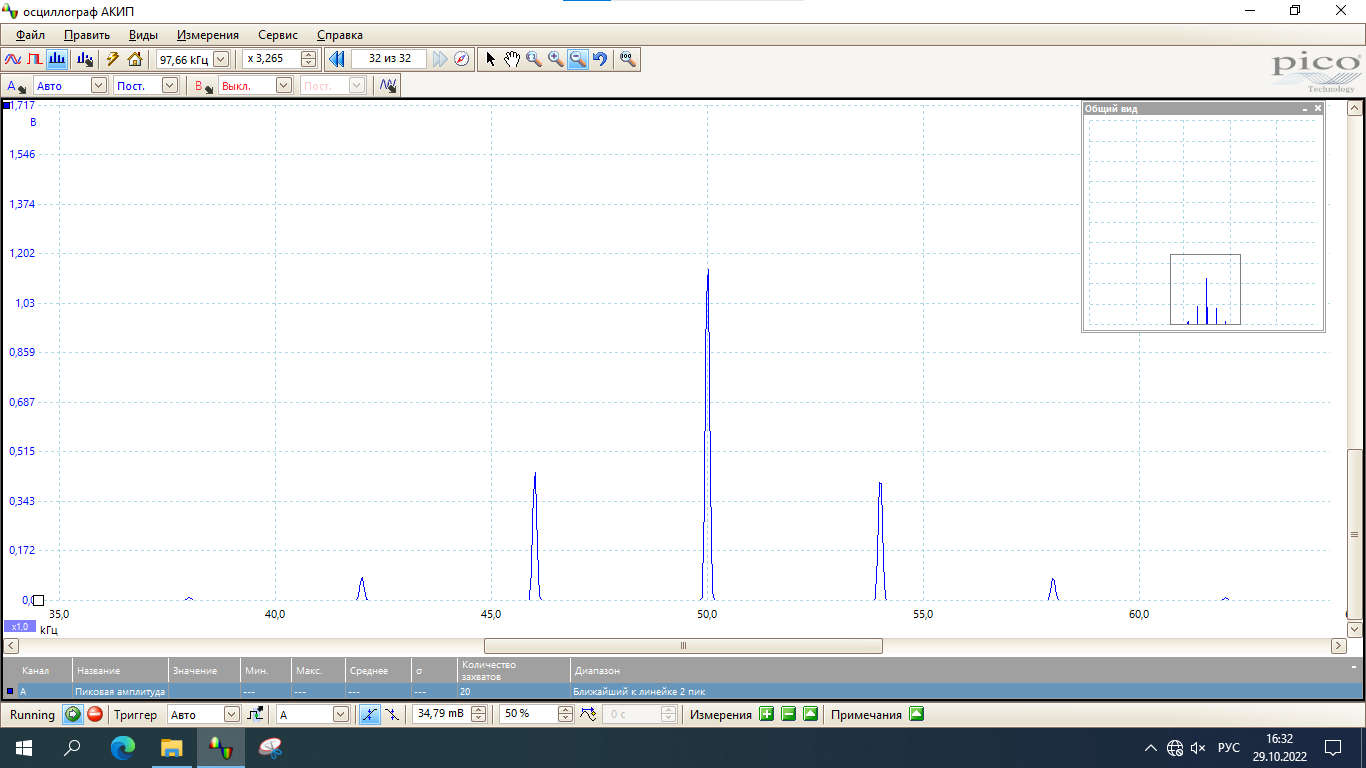 осциллограф АКИП
Файл Править Виды Измерения Сервис Справка
97,66 кГц x 3,265 32 из 32
A Авто Пост. B Выкл. Пост.
pico
Technology
1,717
В
1,546
1,374
1,202
1,03
0,859
0,687
0,515
0,343
0,172
0,0
35,0 40,0 45,0 50,0 55,0 60,0
x1,0
кГц
Общий вид
Канал Название Значение Мин. Макс. Среднее σ Количество захватов Диапазон
A Пиковая амплитуда --- --- --- --- 20 Ближайший к линейке 2 пик
Running Триггер Авто A 34,79 mВ 50 % 0 с Измерения Примечания
РУС
16:32
29.10.2022